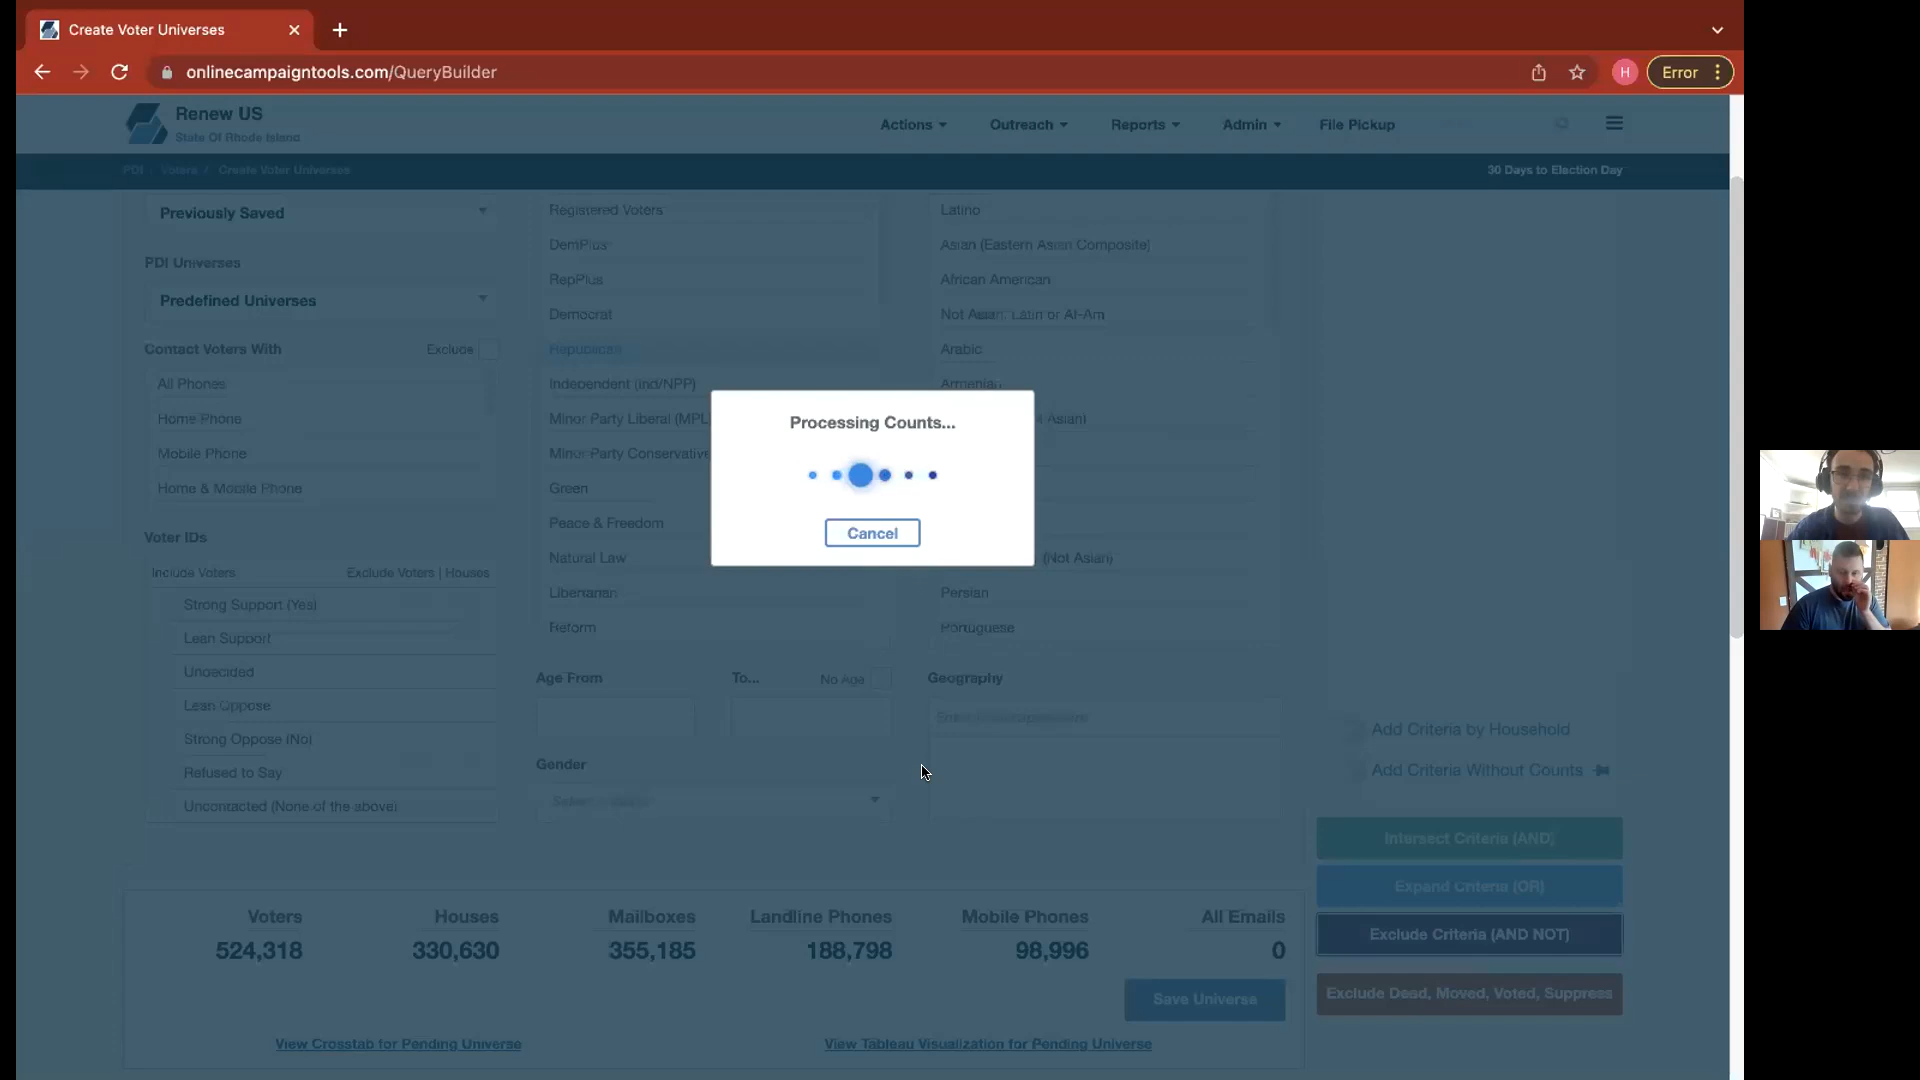 Create Voter Universes
onlinecampaigntools.com/QueryBuilder
H
Error
Renew US
State Of Rhode Island
Actions
Outreach
Reports
Admin
File Pickup
PDI / Voters / Create Voter Universes
30 Days to Election Day
Previously Saved
PDI Universes
Predefined Universes
Contact Voters With
Exclude
All Phones
Home Phone
Mobile Phone
Home & Mobile Phone
Voter IDs
Include Voters
Exclude Voters | Houses
Strong Support (Yes)
Lean Support
Undecided
Lean Oppose
Strong Oppose (No)
Refused to Say
Uncontacted (None of the above)
Registered Voters
DemPlus
RepPlus
Democrat
Republican
Independent (Ind/NPP)
Minor Party Liberal (MPL
Minor Party Conservativ
Green
Peace & Freedom
Natural Law
Libertarian
Reform
Age From
To...
No Age
Gender
Latino
Asian (Eastern Asian Composite)
African American
Not Asian, Latin or Af-Am
Arabic
Armenian
Asian)
(Not Asian)
Persian
Portuguese
Geography
Processing Counts...
Cancel
Add Criteria by Household
Add Criteria Without Counts
Intersect Criteria (AND)
Expand Criteria (OR)
Exclude Criteria (AND NOT)
Exclude Dead, Moved, Voted, Suppress
Voters
Houses
Mailboxes
Landline Phones
Mobile Phones
All Emails
524,318
330,630
355,185
188,798
98,996
0
Save Universe
View Crosstab for Pending Universe
View Tableau Visualization for Pending Universe